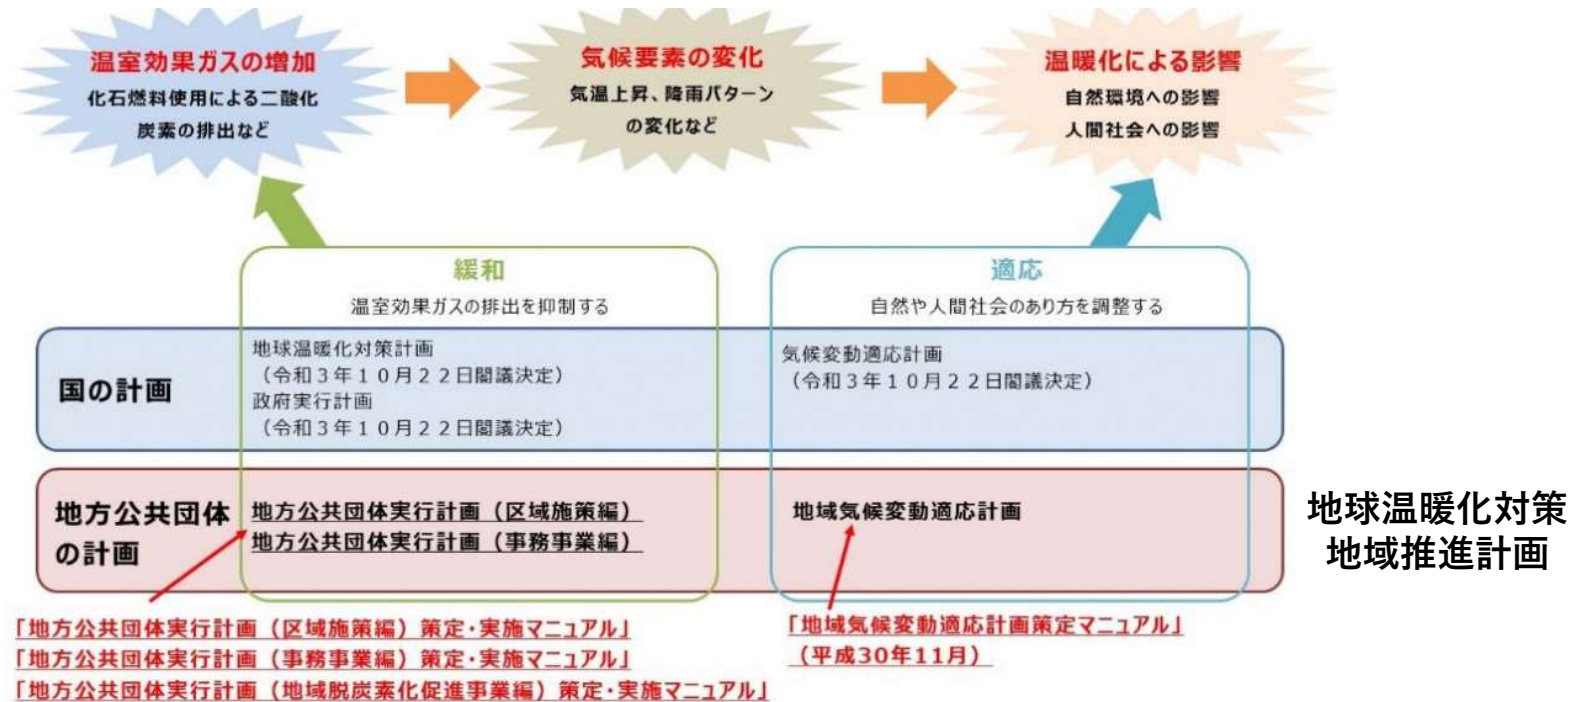 温室効果ガスの増加
化石燃料使用による二酸化
炭素の排出など
気候要素の変化
気温上昇、降雨パターン
の変化など
温暖化による影響
自然環境への影響
人間社会への影響
緩和
温室効果ガスの排出を抑制する
適応
自然や人間社会のあり方を調整する
国の計画
地球温暖化対策計画
（令和３年１０月２２日閣議決定）
政府実行計画
（令和３年１０月２２日閣議決定）
気候変動適応計画
（令和３年１０月２２日閣議決定）
地方公共団体
の計画
地方公共団体実行計画（区域施策編）
地方公共団体実行計画（事務事業編）
地域気候変動適応計画
地球温暖化対策
地域推進計画
「地方公共団体実行計画（区域施策編）策定・実施マニュアル」
「地方公共団体実行計画（事務事業編）策定・実施マニュアル」
「地方公共団体実行計画（地域脱炭素化促進事業編）策定・実施マニュアル」
「地域気候変動適応計画策定マニュアル」
（平成30年11月）